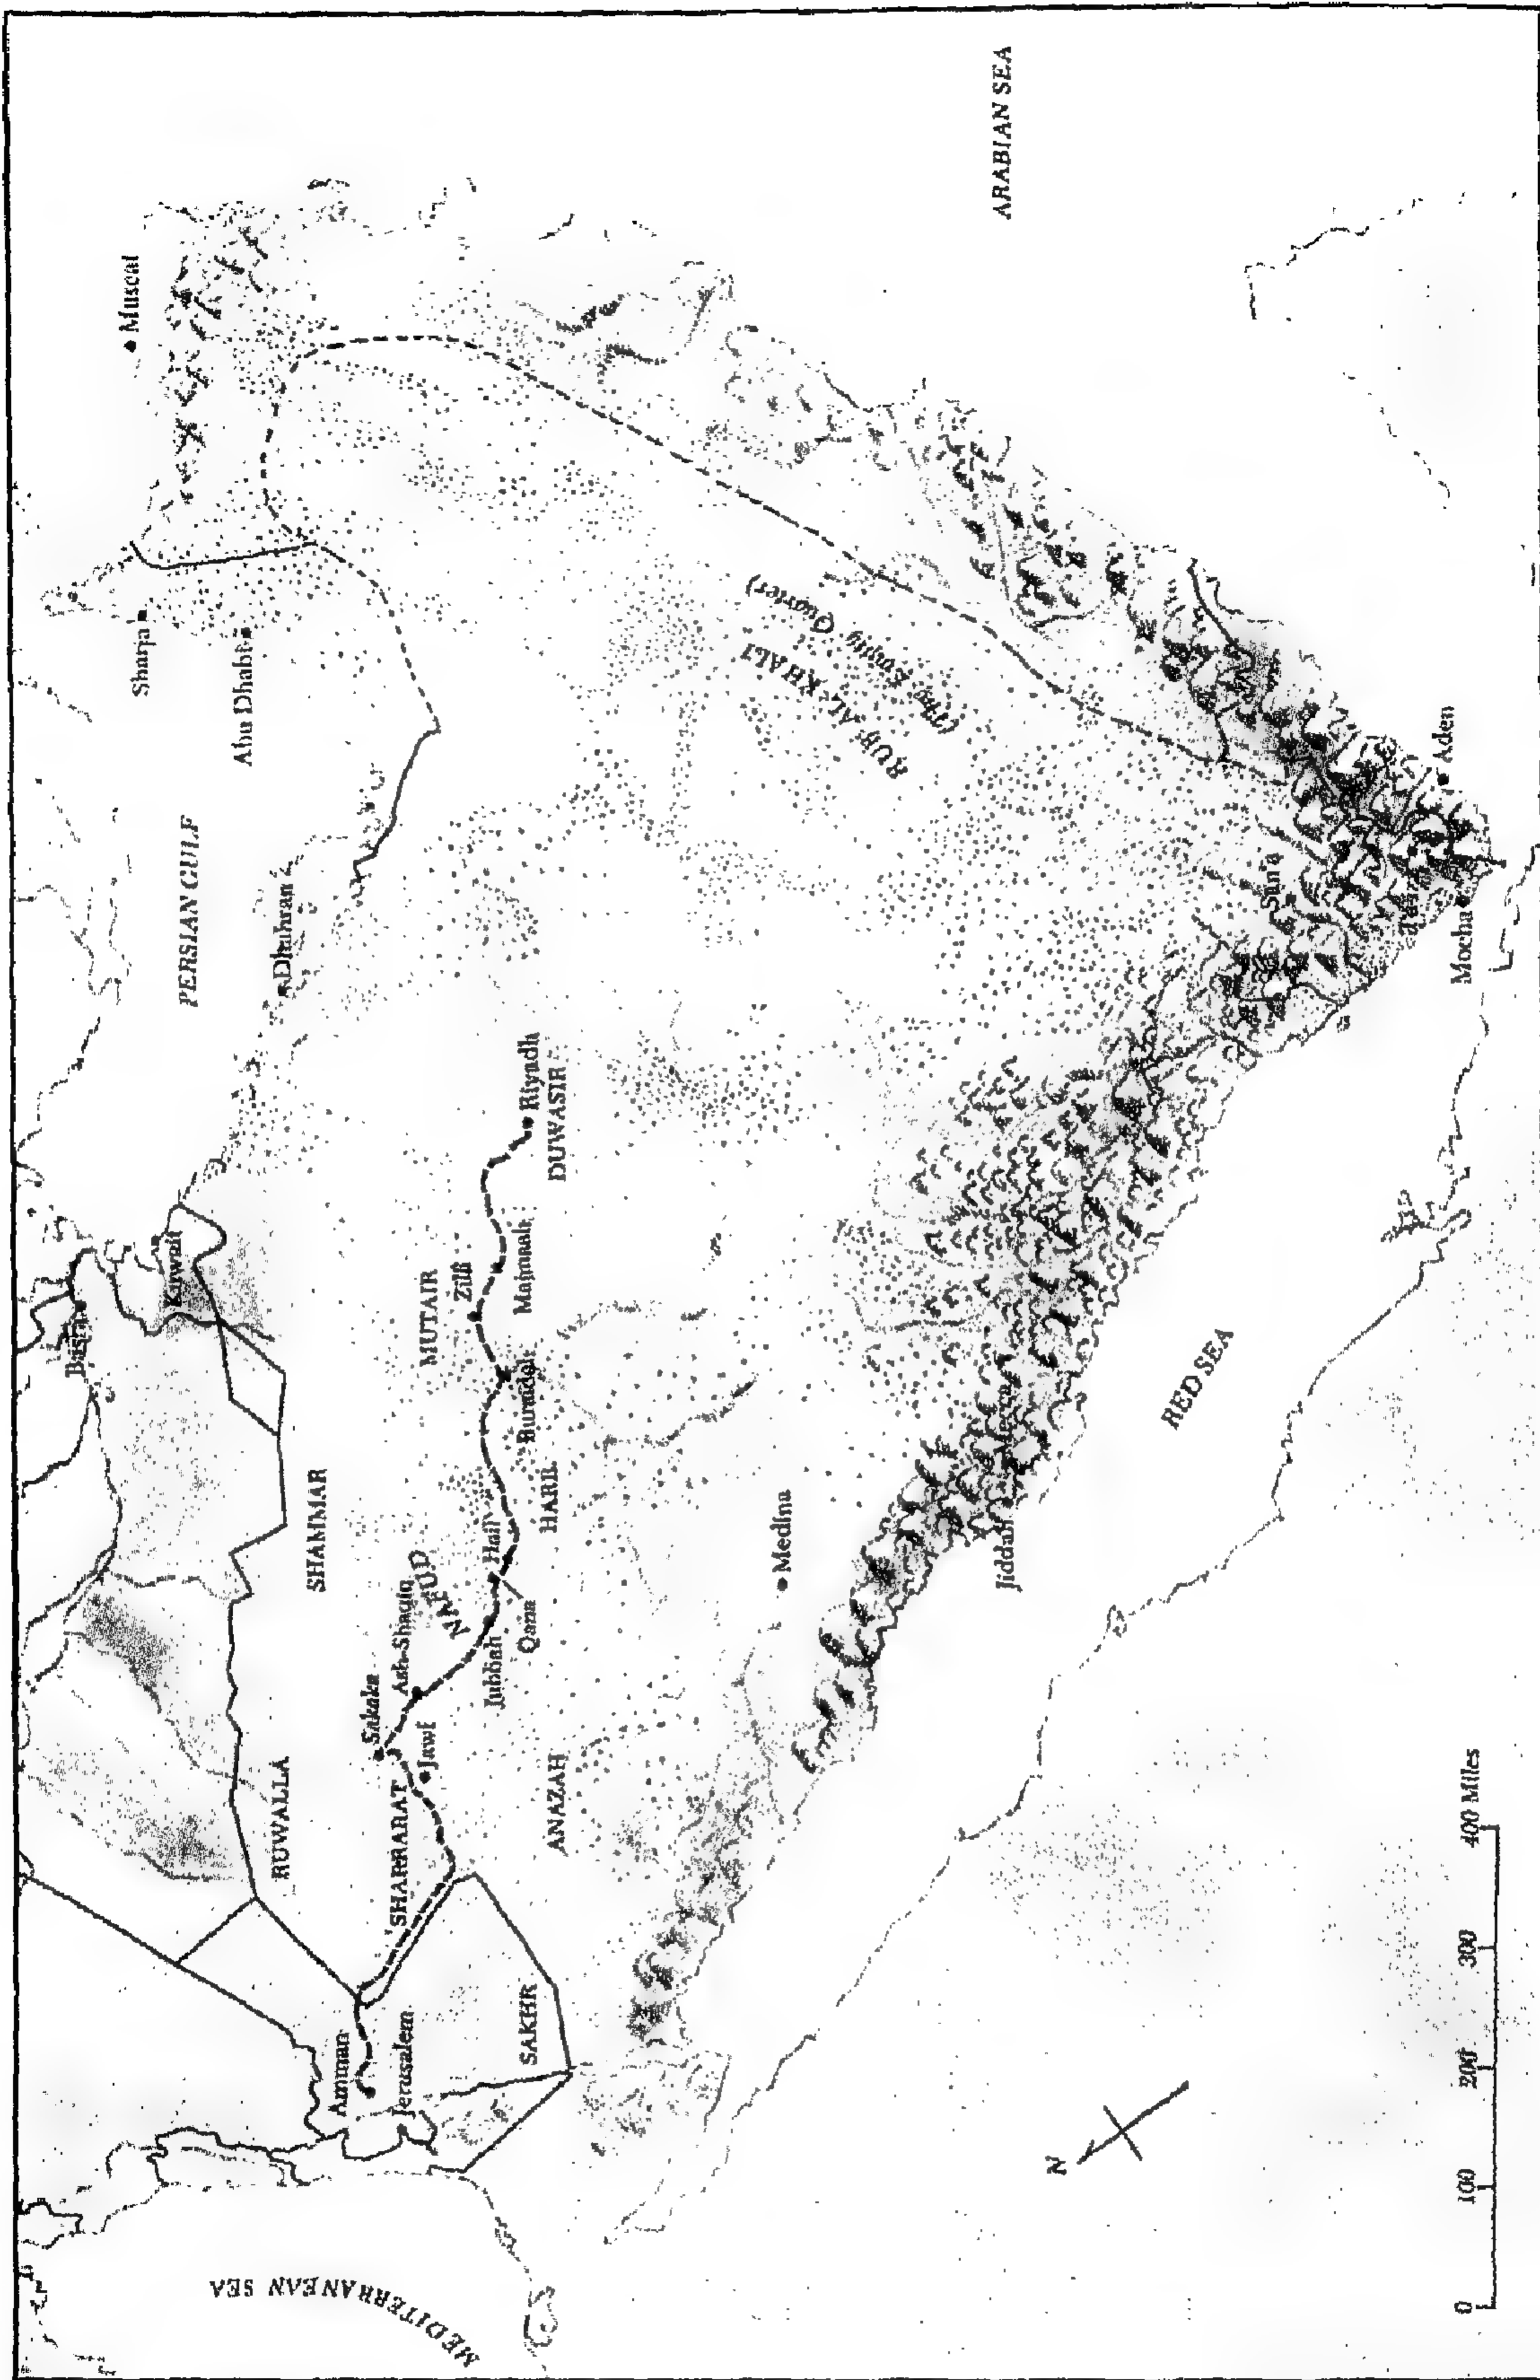 MEDITERRANEAN SEA
Amman
Jerusalem
SAKHR
RUWALLA
SHARRARAT
Sakaka
Jawf
Ash-Shaqiq
NAFUD
Jubbah
Qana
Hail
ANAZAH
SHAMMAR
HARB
Buraidah
MUTAIR
Zilfi
Majmaah
Riyadh
DUWASIR
Basra
Kuwait
PERSIAN GULF
Dhahran
Abu Dhabi
Sharja
Muscat
ARABIAN SEA
RUB' AL-KHALI
(The Empty Quarter)
Medina
Jiddah
Mecca
RED SEA
San'a
Mocha
Aden
N
0 100 200 300 400 Miles